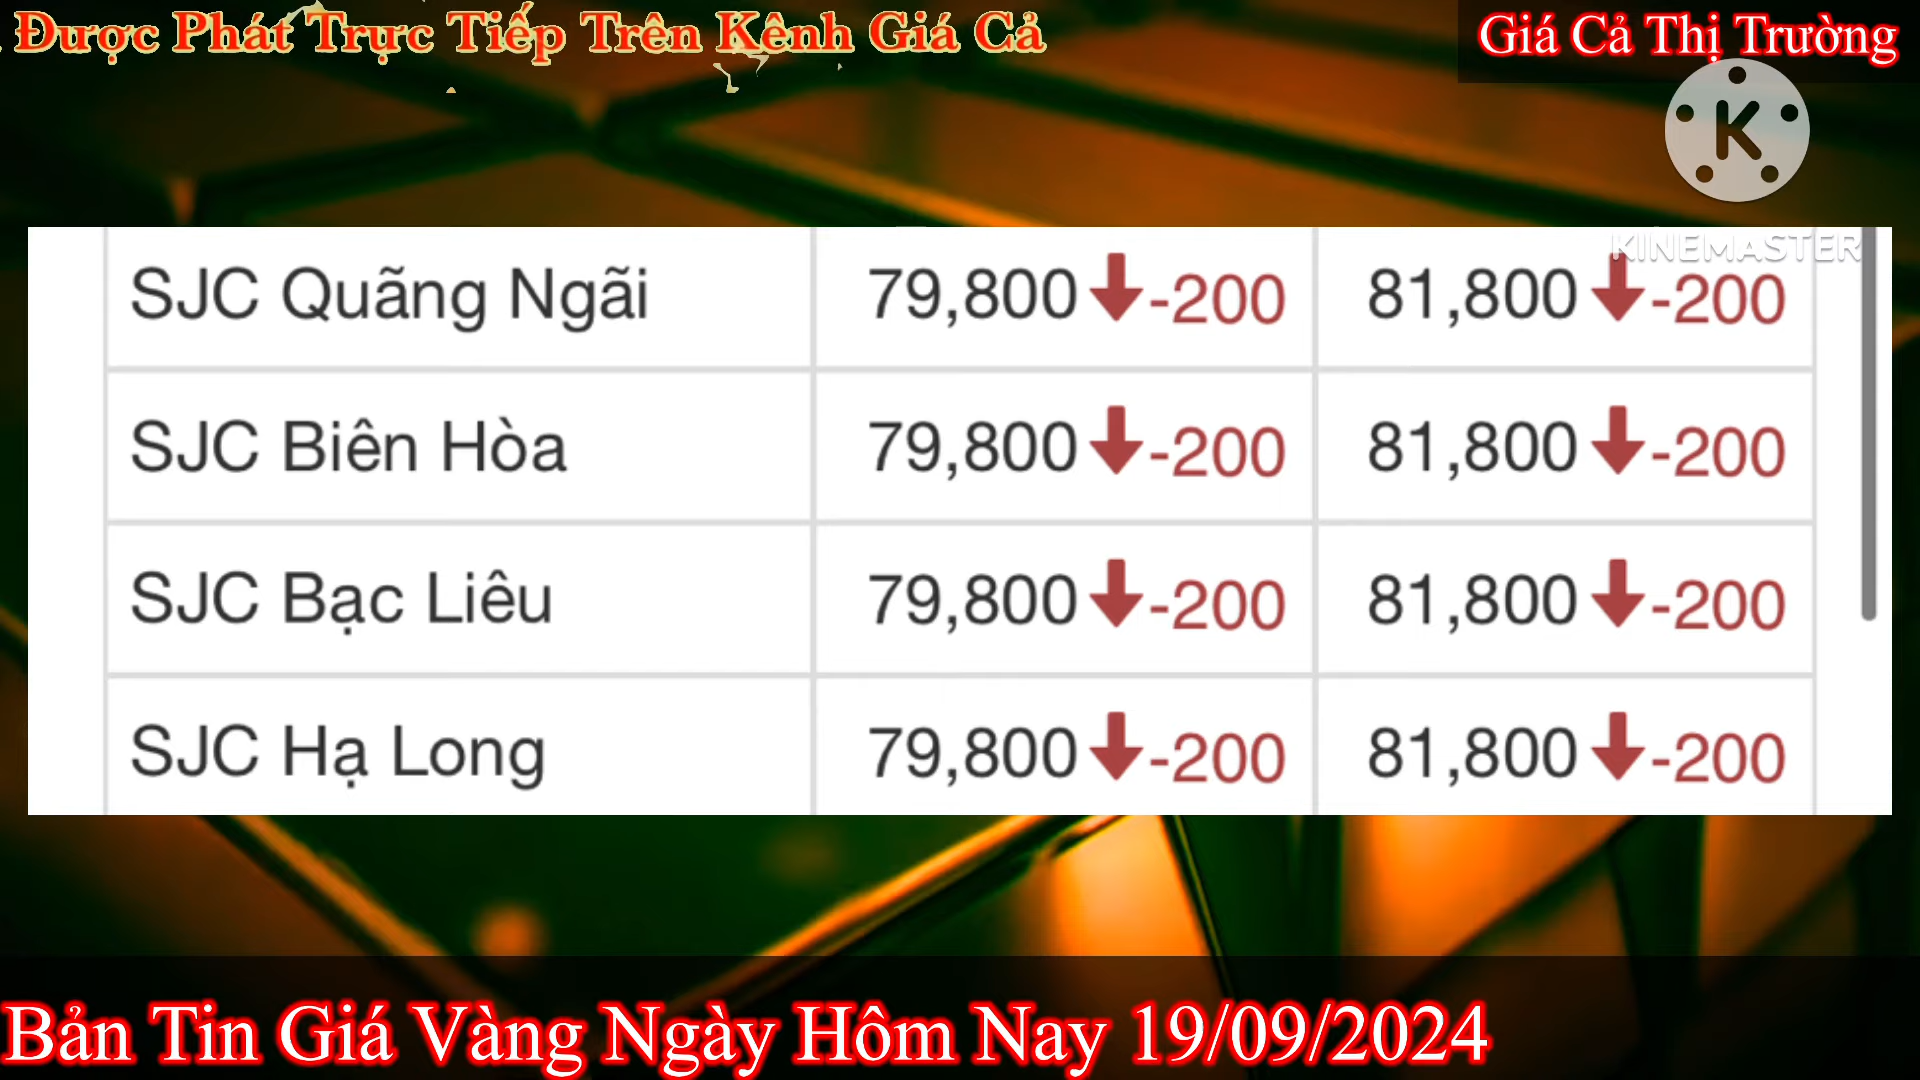 Được Phát Trực Tiếp Trên Kênh Giá Cả
Giá Cả Thị Trường
K
KINEMASTER
SJC Quãng Ngãi 79,800 -200 81,800 -200
SJC Biên Hòa 79,800 -200 81,800 -200
SJC Bạc Liêu 79,800 -200 81,800 -200
SJC Hạ Long 79,800 -200 81,800 -200
Bản Tin Giá Vàng Ngày Hôm Nay 19/09/2024